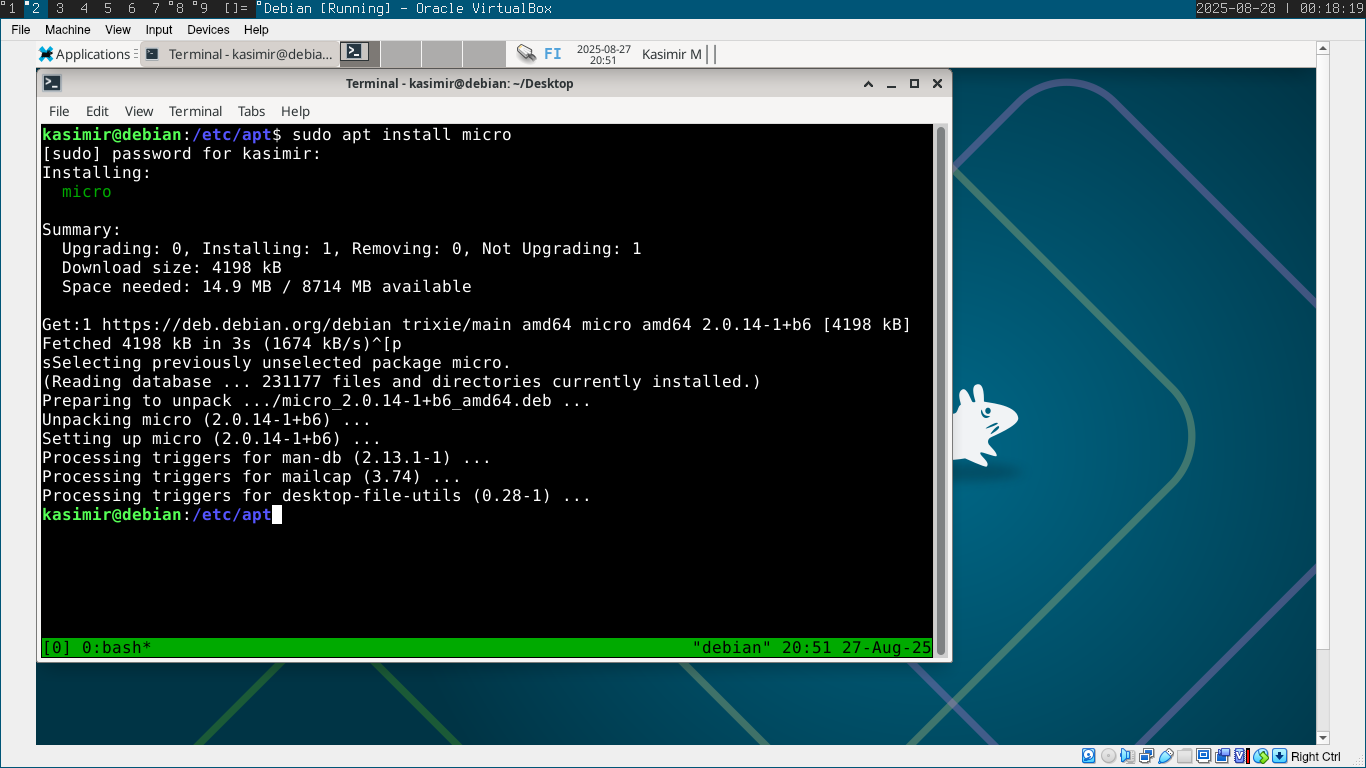 1 2 3 4 5 6 7 8 9 []= Debian [Running] - Oracle VirtualBox 2025-08-28 | 00:18:19
File Machine View Input Devices Help
Applications Terminal - kasimir@debia... FI 2025-08-27 Kasimir M
20:51
Terminal - kasimir@debian: ~/Desktop
File Edit View Terminal Tabs Help
kasimir@debian:/etc/apt$ sudo apt install micro
[sudo] password for kasimir:
Installing:
micro
Summary:
Upgrading: 0, Installing: 1, Removing: 0, Not Upgrading: 1
Download size: 4198 kB
Space needed: 14.9 MB / 8714 MB available
Get:1 https://deb.debian.org/debian trixie/main amd64 micro amd64 2.0.14-1+b6 [4198 kB]
Fetched 4198 kB in 3s (1674 kB/s)^[p
sSelecting previously unselected package micro.
(Reading database ... 231177 files and directories currently installed.)
Preparing to unpack .../micro_2.0.14-1+b6_amd64.deb ...
Unpacking micro (2.0.14-1+b6) ...
Setting up micro (2.0.14-1+b6) ...
Processing triggers for man-db (2.13.1-1) ...
Processing triggers for mailcap (3.74) ...
Processing triggers for desktop-file-utils (0.28-1) ...
kasimir@debian:/etc/apt
[0] 0:bash* "debian" 20:51 27-Aug-25
Right Ctrl